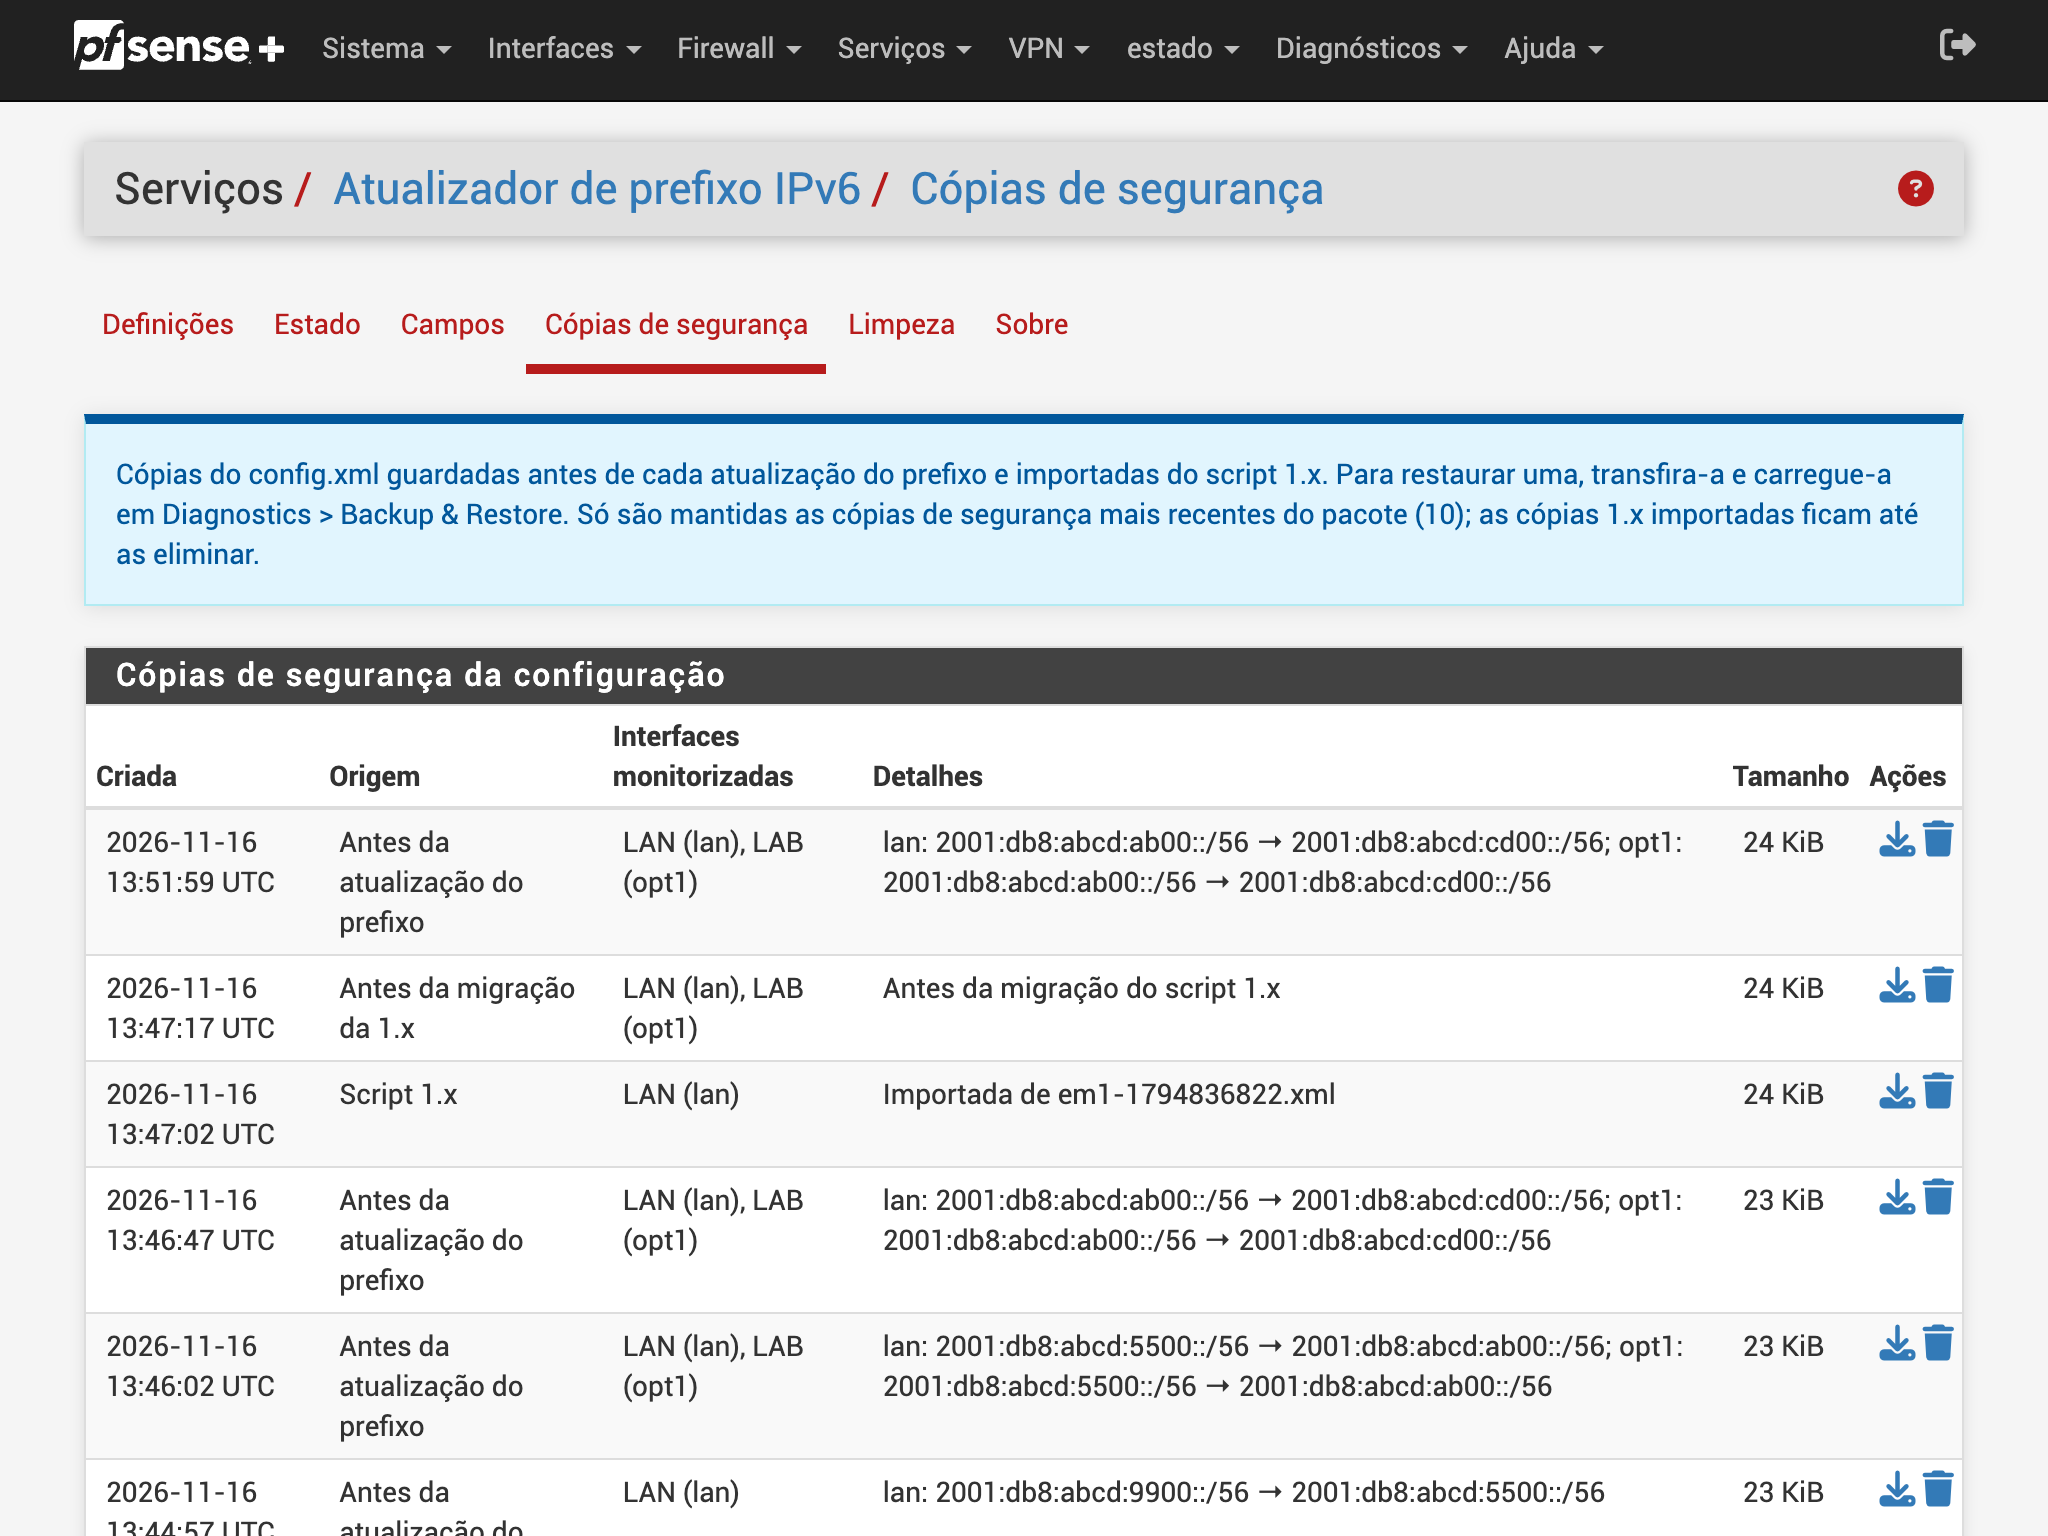 pfsense +
Sistema Interfaces Firewall Serviços VPN estado Diagnósticos Ajuda
Serviços / Atualizador de prefixo IPv6 / Cópias de segurança
?
Definições Estado Campos Cópias de segurança Limpeza Sobre
Cópias do config.xml guardadas antes de cada atualização do prefixo e importadas do script 1.x. Para restaurar uma, transfira-a e carregue-a
em Diagnostics > Backup & Restore. Só são mantidas as cópias de segurança mais recentes do pacote (10); as cópias 1.x importadas ficam até
as eliminar.
Cópias de segurança da configuração
Interfaces
Criada Origem monitorizadas Detalhes Tamanho Ações
2026-11-16 Antes da LAN (lan), LAB lan: 2001:db8:abcd:ab00::/56 → 2001:db8:abcd:cd00::/56; opt1: 24 KiB
13:51:59 UTC atualização do (opt1) 2001:db8:abcd:ab00::/56 → 2001:db8:abcd:cd00::/56
prefixo
2026-11-16 Antes da migração LAN (lan), LAB Antes da migração do script 1.x 24 KiB
13:47:17 UTC da 1.x (opt1)
2026-11-16 Script 1.x LAN (lan) Importada de em1-1794836822.xml 24 KiB
13:47:02 UTC
2026-11-16 Antes da LAN (lan), LAB lan: 2001:db8:abcd:ab00::/56 → 2001:db8:abcd:cd00::/56; opt1: 23 KiB
13:46:47 UTC atualização do (opt1) 2001:db8:abcd:ab00::/56 → 2001:db8:abcd:cd00::/56
prefixo
2026-11-16 Antes da LAN (lan), LAB lan: 2001:db8:abcd:5500::/56 → 2001:db8:abcd:ab00::/56; opt1: 23 KiB
13:46:02 UTC atualização do (opt1) 2001:db8:abcd:5500::/56 → 2001:db8:abcd:ab00::/56
prefixo
2026-11-16 Antes da LAN (lan) lan: 2001:db8:abcd:9900::/56 → 2001:db8:abcd:5500::/56 23 KiB
13:44:57 UTC atualização do